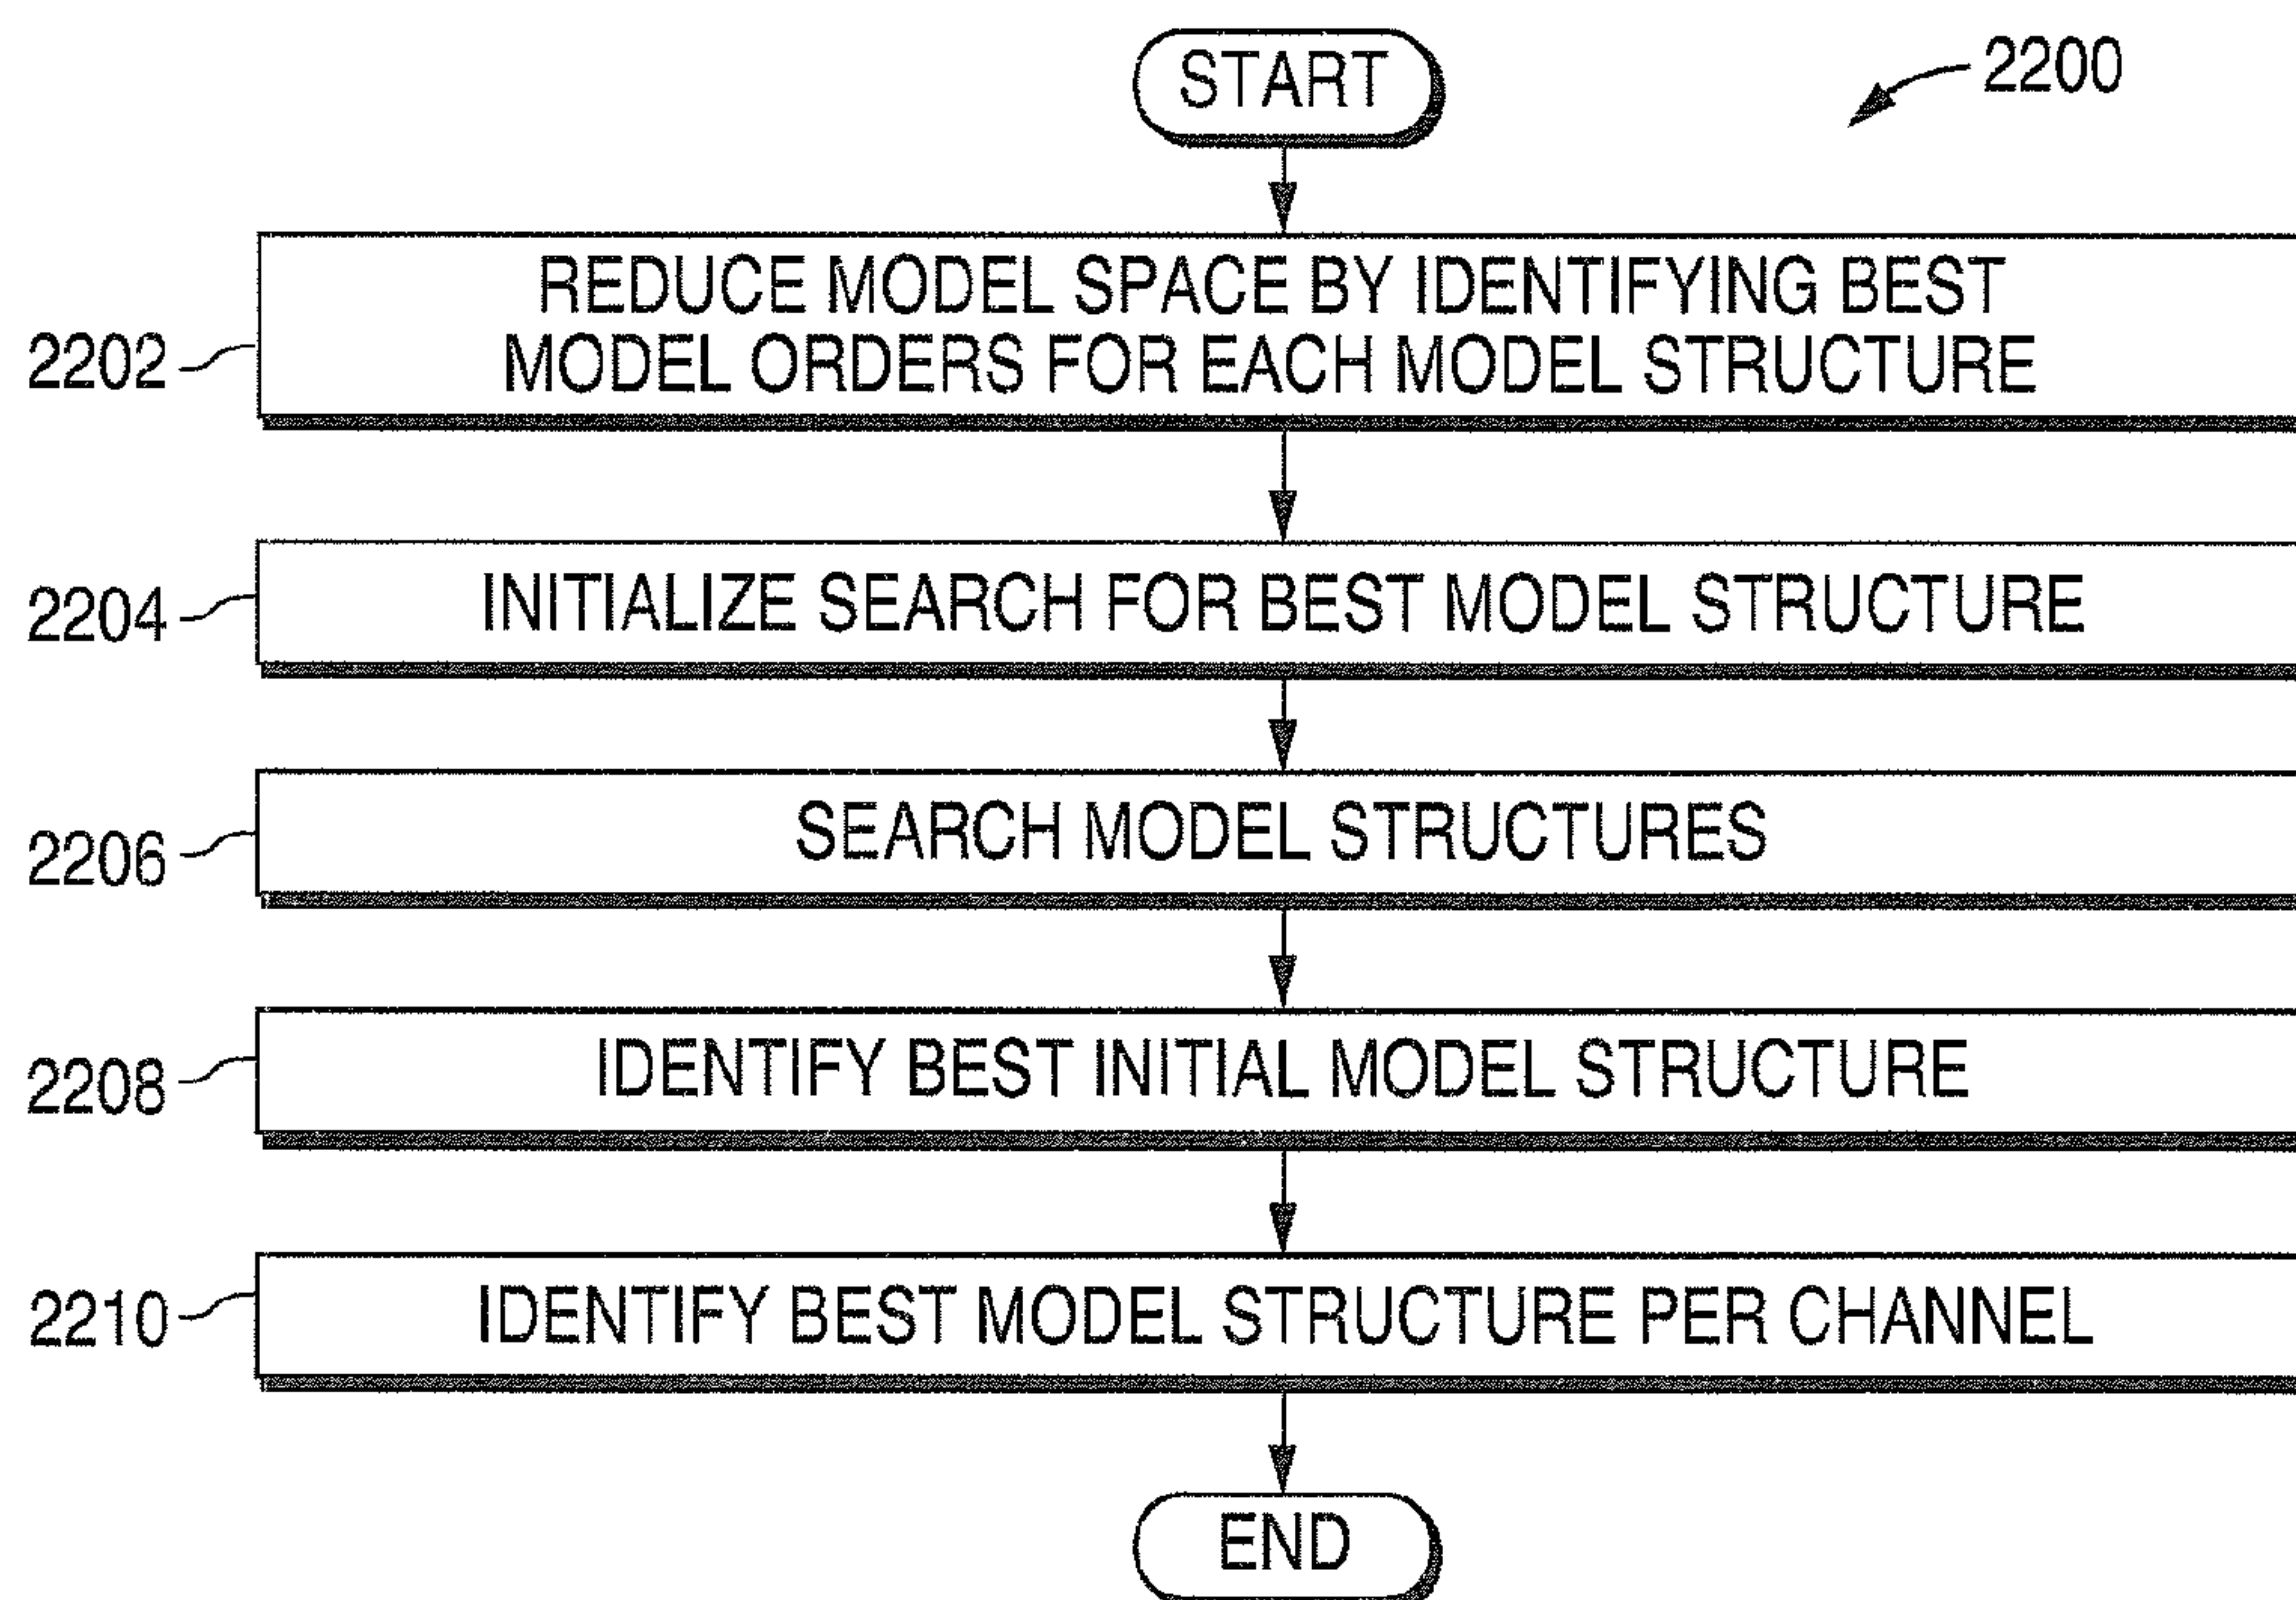 START
2200
REDUCE MODEL SPACE BY IDENTIFYING BEST
MODEL ORDERS FOR EACH MODEL STRUCTURE
2202
INITIALIZE SEARCH FOR BEST MODEL STRUCTURE
2204
SEARCH MODEL STRUCTURES
2206
IDENTIFY BEST INITIAL MODEL STRUCTURE
2208
IDENTIFY BEST MODEL STRUCTURE PER CHANNEL
2210
END